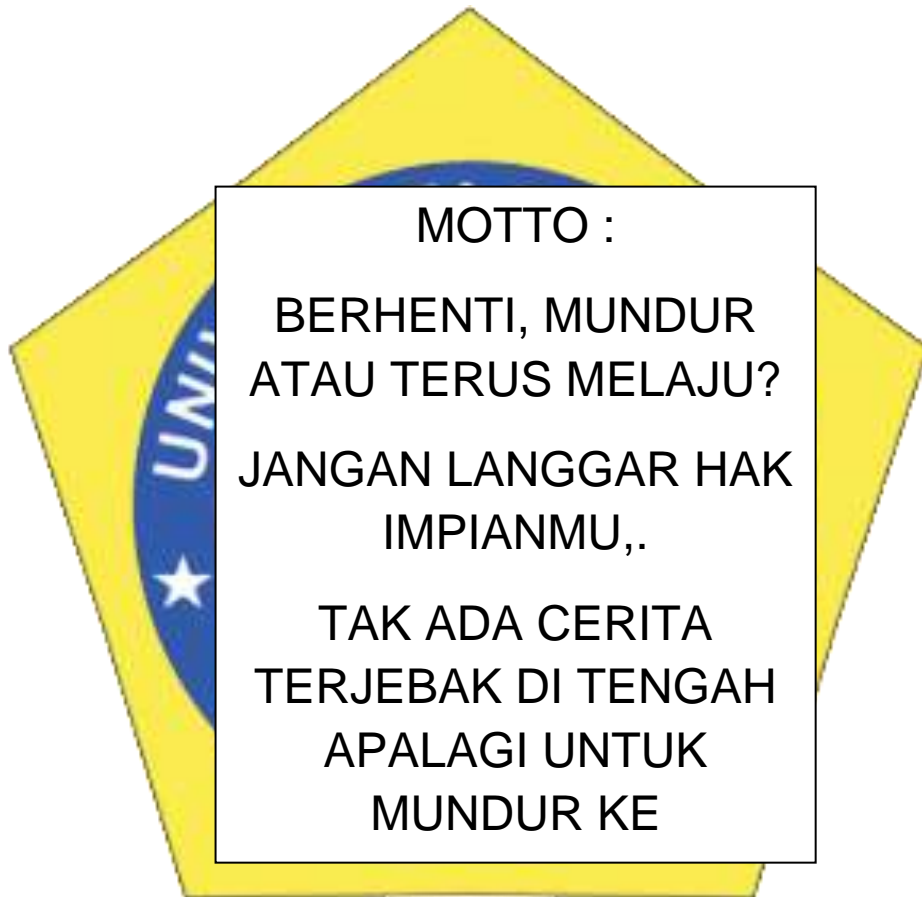 MOTTO :
BERHENTI, MUNDUR
ATAU TERUS MELAJU?
JANGAN LANGGAR HAK
IMPIANMU,.
TAK ADA CERITA
TERJEBAK DI TENGAH
APALAGI UNTUK
MUNDUR KE